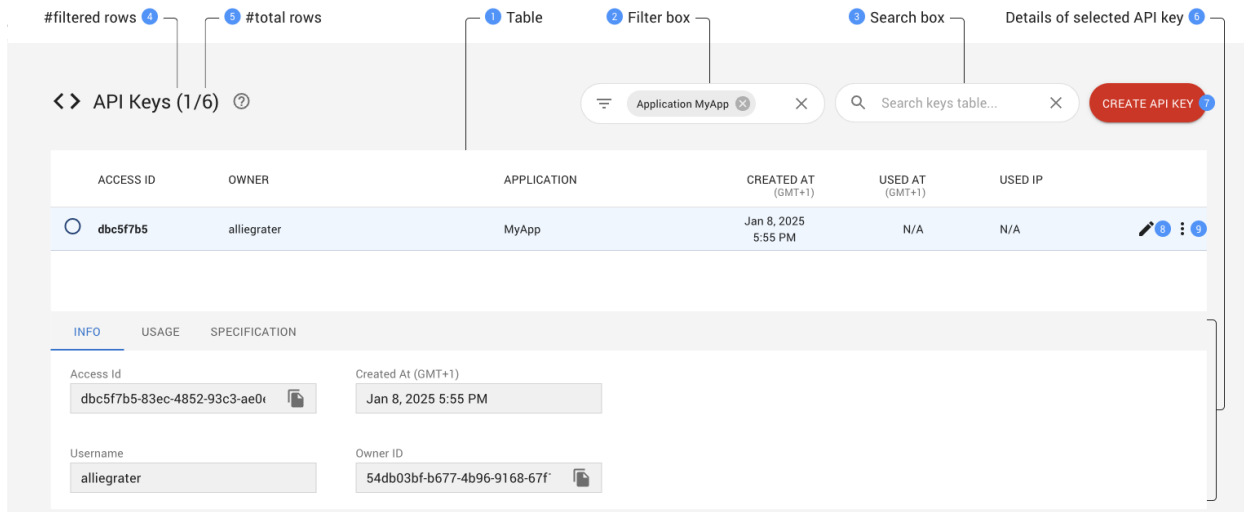 #filtered rows 4
5 #total rows
1 Table
2 Filter box
3 Search box
Details of selected API key 6
API Keys (1/6) ?
Application MyApp
Search keys table...
CREATE API KEY 7
ACCESS ID
OWNER
APPLICATION
CREATED AT
(GMT+1)
USED AT
(GMT+1)
USED IP
dbc5f7b5
alliegrater
MyApp
Jan 8, 2025
5:55 PM
N/A
N/A
8
9
INFO
USAGE
SPECIFICATION
Access Id
Created At (GMT+1)
dbc5f7b5-83ec-4852-93c3-ae0
Jan 8, 2025 5:55 PM
Username
Owner ID
alliegrater
54db03bf-b677-4b96-9168-67f